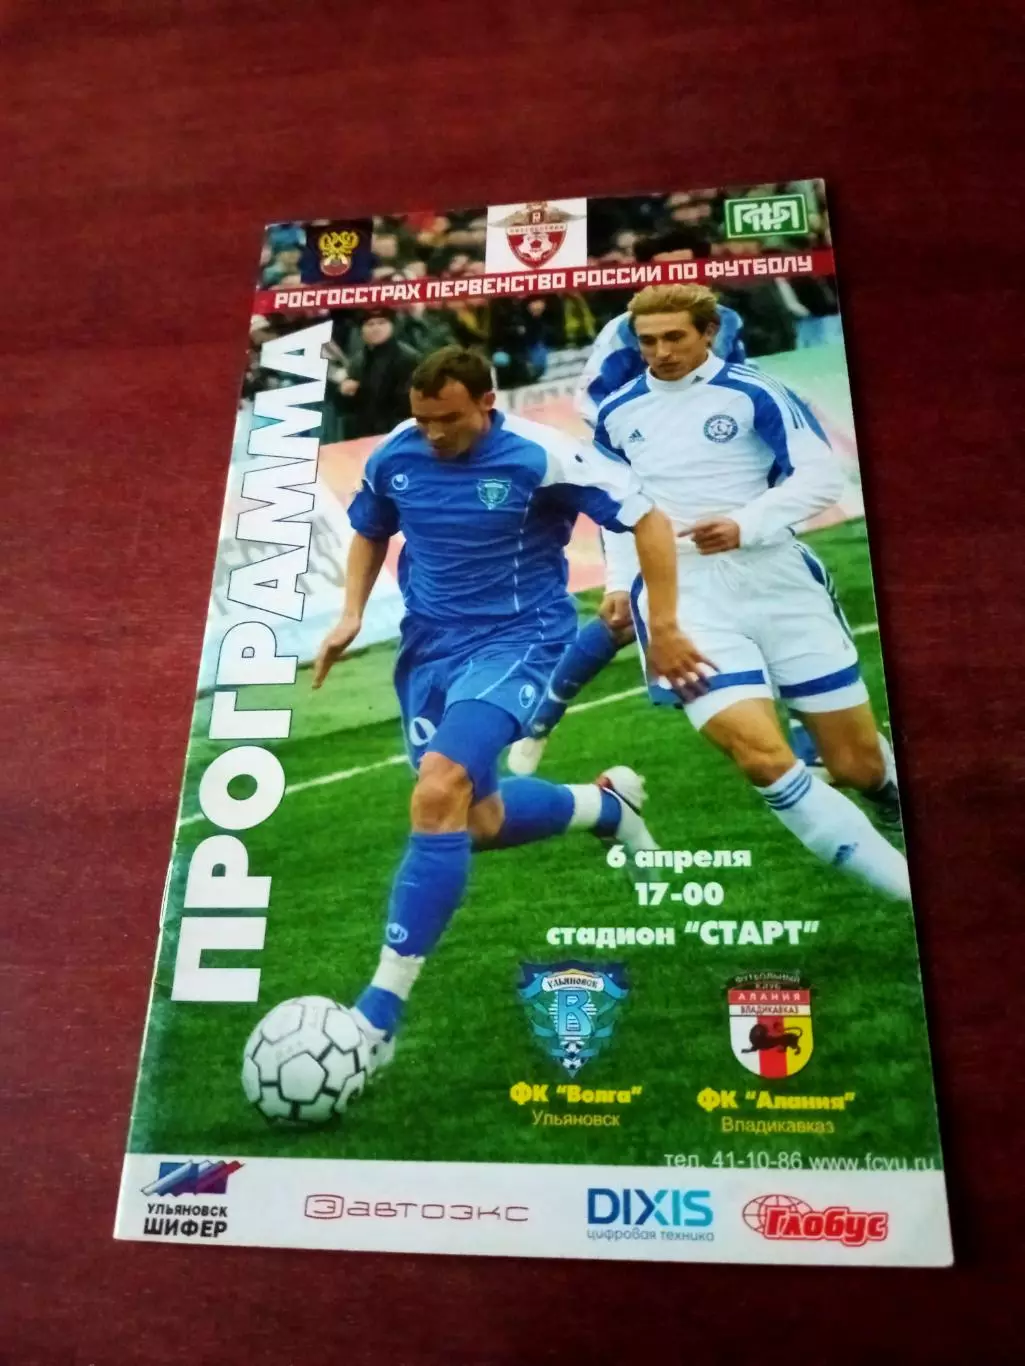 ПФЛ
РОСГОССТРАХ ПЕРВЕНСТВО РОССИИ ПО ФУТБОЛУ
ПРОГРАММА
6 апреля
17-00
стадион "СТАРТ"
УЛЬЯНОВСК
В
ФУТБОЛЬНЫЙ
КЛУБ
АЛАНИЯ
ВЛАДИКАВКАЗ
ФК "Волга"
Ульяновск
ФК "Алания"
Владикавказ
тел. 41-10-86 www.fcvu.ru
УЛЬЯНОВСК
ШИФЕР
автоэкс
DIXIS
цифровая техника
Глобус